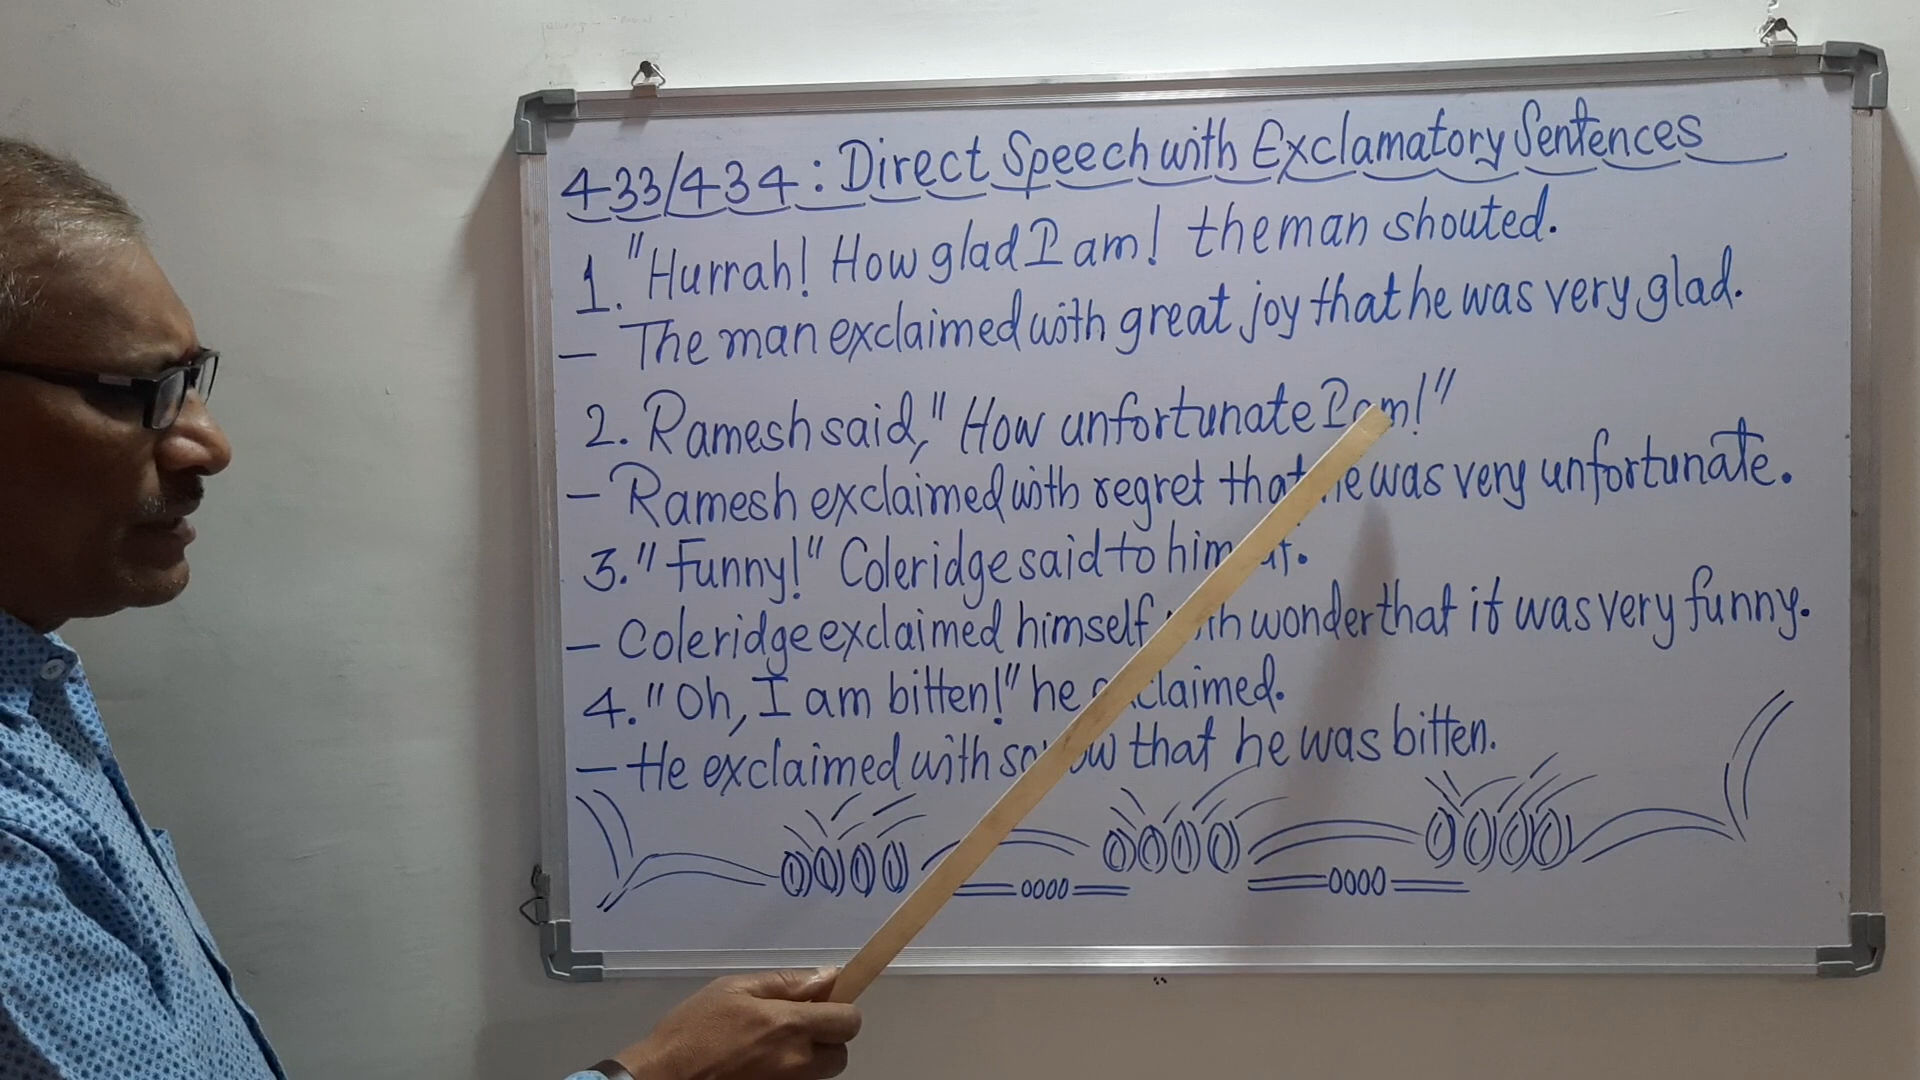 433/434 : Direct Speech with Exclamatory Sentences
1. "Hurrah! How glad I am! the man shouted.
– The man exclaimed with great joy that he was very glad.
2. Ramesh said, "How unfortunate I am!"
– Ramesh exclaimed with regret that he was very unfortunate.
3. "Funny!" Coleridge said to
– Coleridge exclaimed himself with wonder that it was very funny.
4. "Oh, I am bitten!" he exclaimed.
– He exclaimed with sorrow that he was bitten.